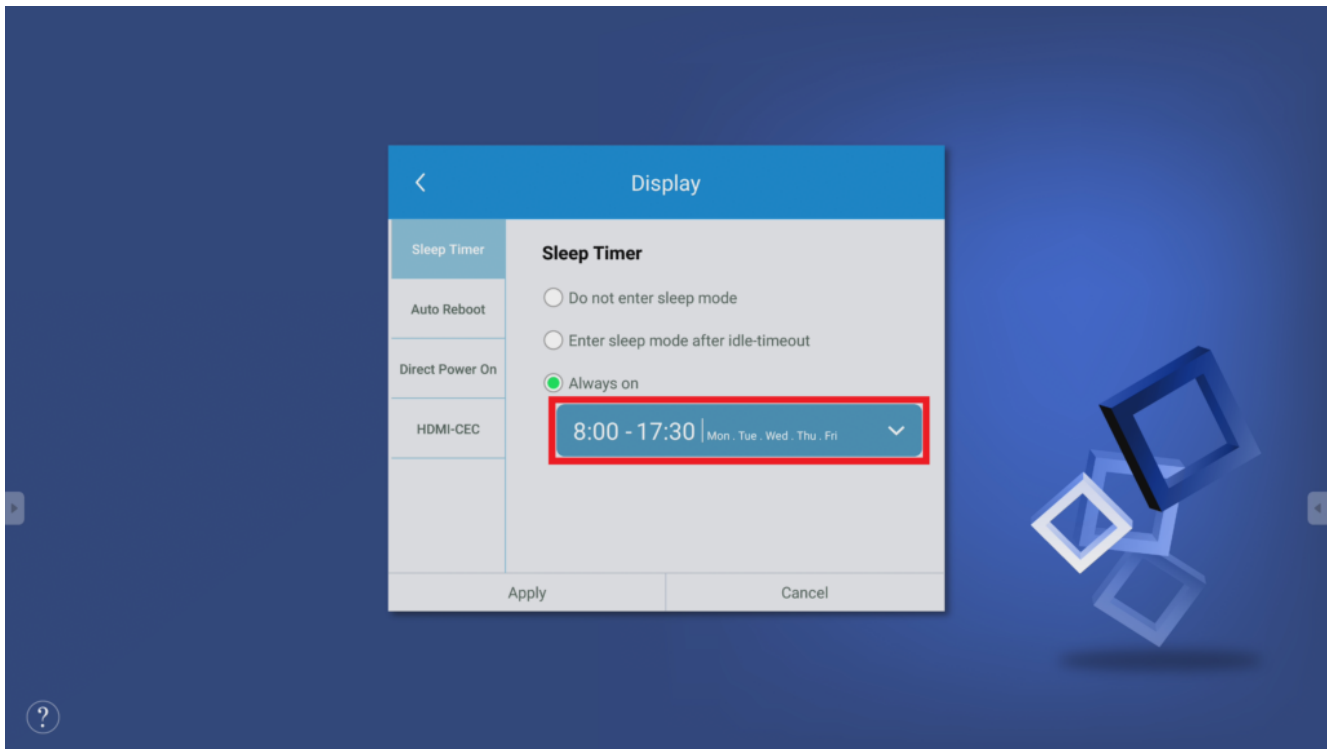 Display
Sleep Timer
Auto Reboot
Direct Power On
HDMI-CEC
Sleep Timer
Do not enter sleep mode
Enter sleep mode after idle-timeout
Always on
8:00 - 17:30 | Mon . Tue . Wed . Thu . Fri
Apply
Cancel
?